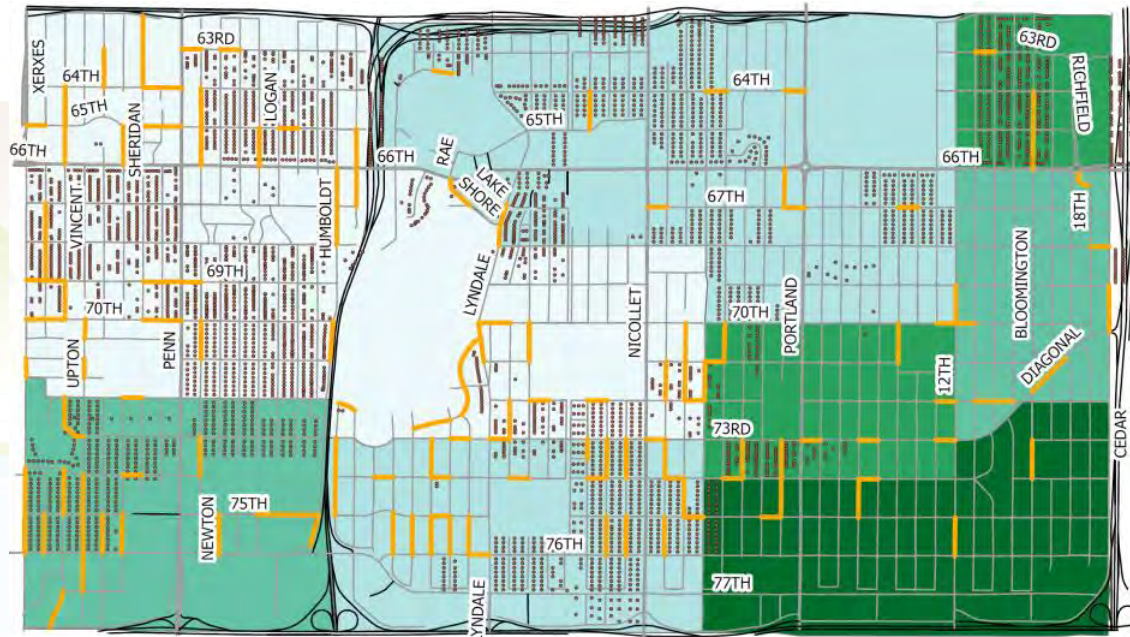 63RD
63RD
XERXES
64TH
LOGAN
64TH
RICHFIELD
65TH
65TH
SHERIDAN
66TH
66TH
RAE
66TH
LAKE
SHORE
67TH
18TH
VINCENT
HUMBOLDT
BLOOMINGTON
69TH
LYNDALE
70TH
70TH
NICOLLET
PORTLAND
UPTON
PENN
12TH
DIAGONAL
73RD
CEDAR
75TH
NEWTON
76TH
77TH
LYNDALE